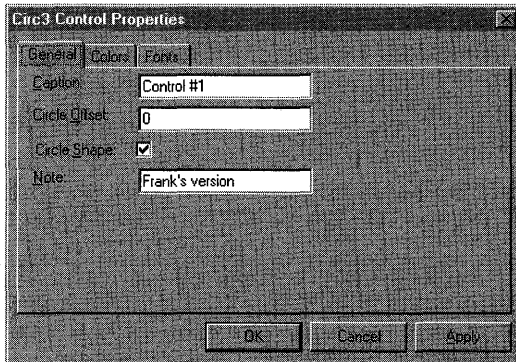 Circ3 Control Properties
General Colors Fonts
Caption: Control #1
Circle Offset: 0
Circle Shape:
Note: Frank's version
OK Cancel Apply